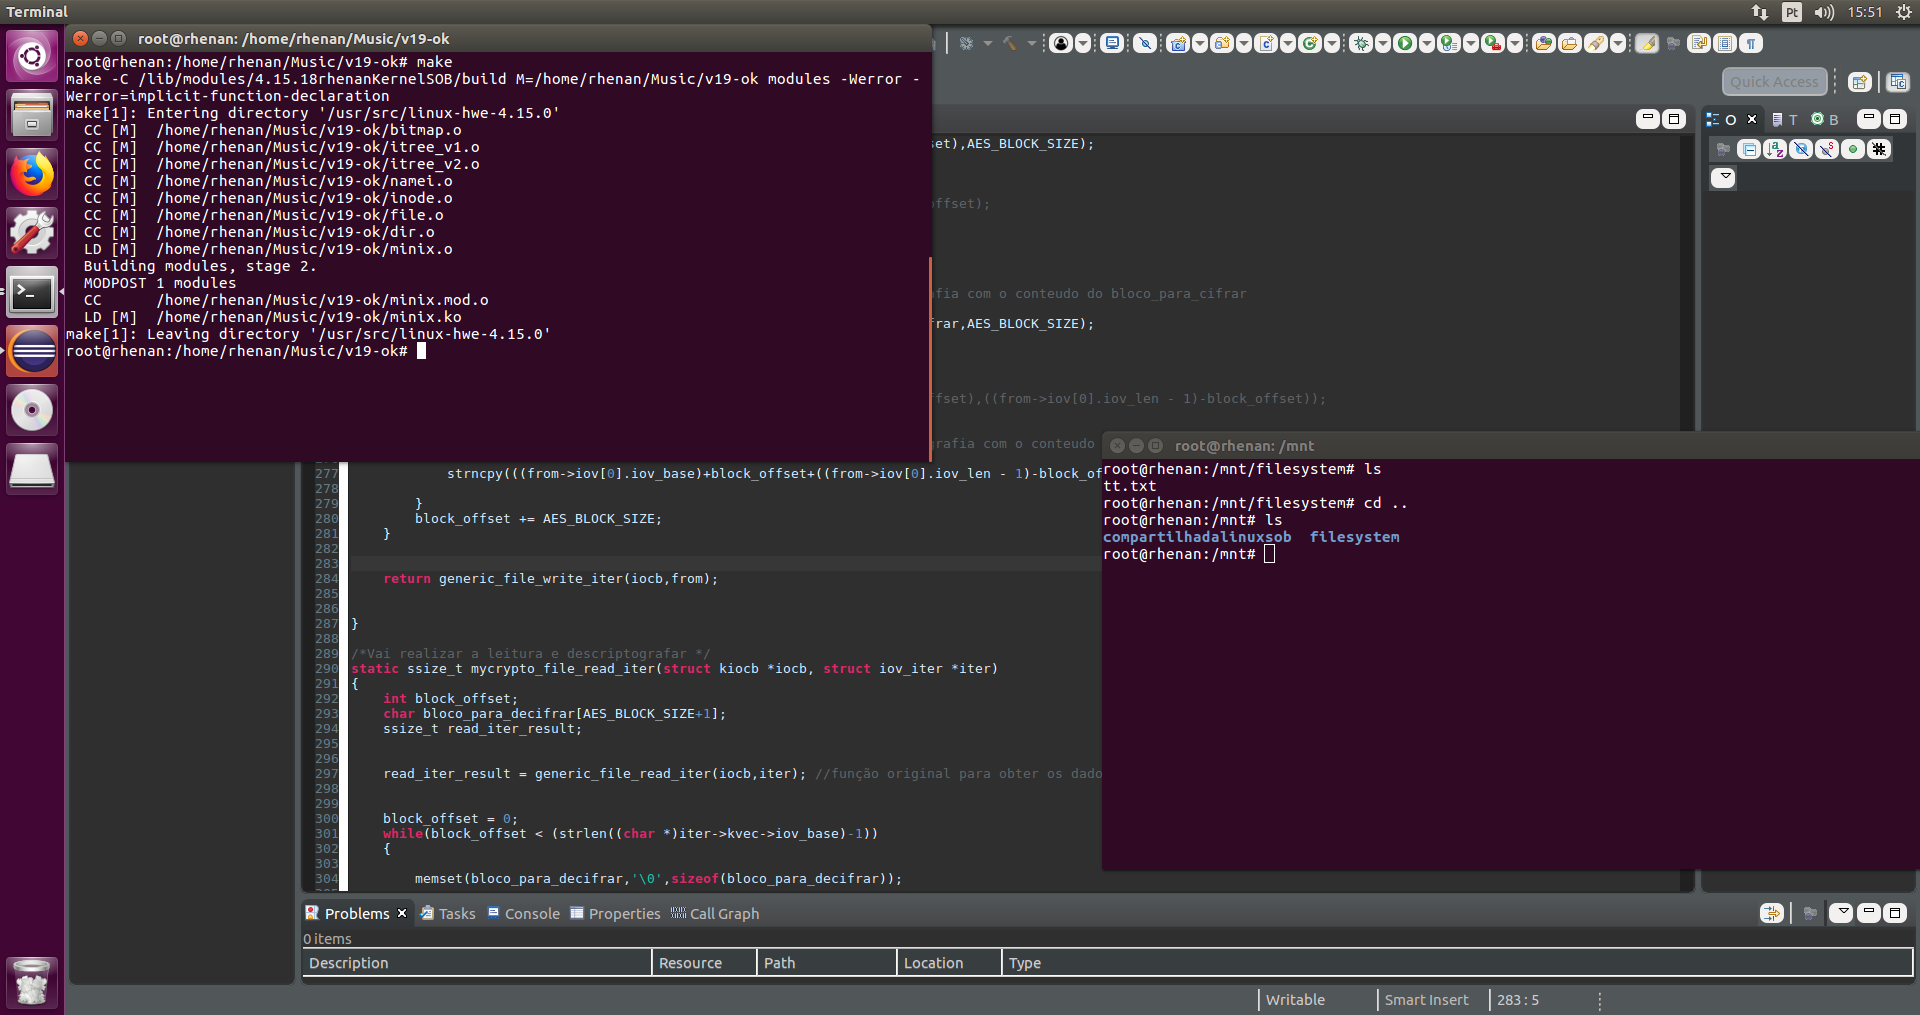 Terminal
Pt
15:51
root@rhenan: /home/rhenan/Music/v19-ok
root@rhenan:/home/rhenan/Music/v19-ok# make
make -C /lib/modules/4.15.18rhenanKernelSOB/build M=/home/rhenan/Music/v19-ok modules -Werror -
Werror=implicit-function-declaration
make[1]: Entering directory '/usr/src/linux-hwe-4.15.0'
CC [M]  /home/rhenan/Music/v19-ok/bitmap.o
CC [M]  /home/rhenan/Music/v19-ok/itree_v1.o
CC [M]  /home/rhenan/Music/v19-ok/itree_v2.o
CC [M]  /home/rhenan/Music/v19-ok/namei.o
CC [M]  /home/rhenan/Music/v19-ok/inode.o
CC [M]  /home/rhenan/Music/v19-ok/file.o
CC [M]  /home/rhenan/Music/v19-ok/dir.o
LD [M]  /home/rhenan/Music/v19-ok/minix.o
Building modules, stage 2.
MODPOST 1 modules
CC      /home/rhenan/Music/v19-ok/minix.mod.o
LD [M]  /home/rhenan/Music/v19-ok/minix.ko
make[1]: Leaving directory '/usr/src/linux-hwe-4.15.0'
root@rhenan:/home/rhenan/Music/v19-ok#
Quick Access
O
T
B
set),AES_BLOCK_SIZE);
ffset);
afia com o conteudo do bloco_para_cifrar
rar,AES_BLOCK_SIZE);
ffset),((from->iov[0].iov_len - 1)-block_offset));
grafia com o conteudo
277 strncpy(((from->iov[0].iov_base)+block_offset+((from->iov[0].iov_len - 1)-block_of
278
279 }
280 block_offset += AES_BLOCK_SIZE;
281 }
282
283
284 return generic_file_write_iter(iocb,from);
285
286
287 }
288
289 /*Vai realizar a leitura e descriptografar */
290 static ssize_t mycrypto_file_read_iter(struct kiocb *iocb, struct iov_iter *iter)
291 {
292 int block_offset;
293 char bloco_para_decifrar[AES_BLOCK_SIZE+1];
294 ssize_t read_iter_result;
295
296
297 read_iter_result = generic_file_read_iter(iocb,iter); //função original para obter os dado
298
299
300 block_offset = 0;
301 while(block_offset < (strlen((char *)iter->kvec->iov_base)-1))
302 {
303
304 memset(bloco_para_decifrar,'\0',sizeof(bloco_para_decifrar));
root@rhenan: /mnt
root@rhenan:/mnt/filesystem# ls
tt.txt
root@rhenan:/mnt/filesystem# cd ..
root@rhenan:/mnt# ls
compartilhadalinuxsob  filesystem
root@rhenan:/mnt#
Problems
Tasks
Console
Properties
Call Graph
0 items
Description
Resource
Path
Location
Type
Writable
Smart Insert
283 : 5